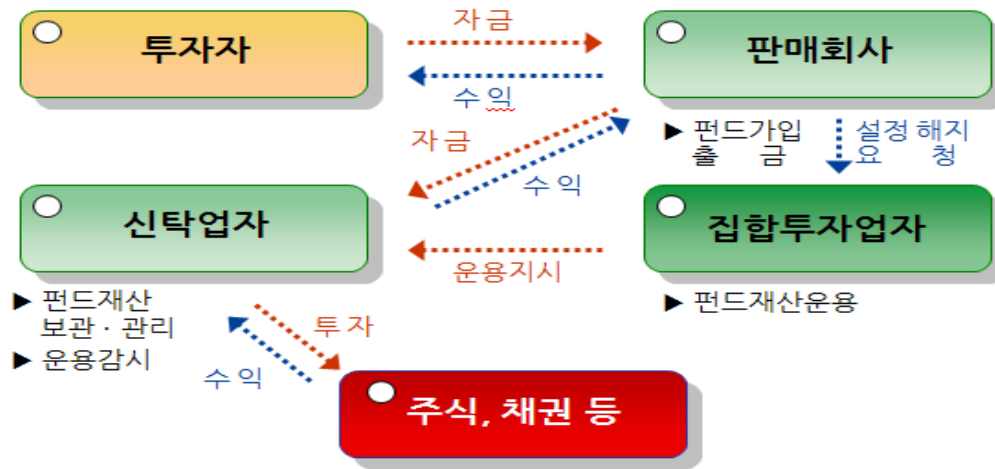 투자자
자 금
수 익
판매회사
▶ 펀드가입
출 금
설정 해지
요 청
자 금
수 익
신탁업자
운용지시
집합투자업자
▶ 펀드재산
보관 · 관리
▶ 운용감시
▶ 펀드재산운용
투 자
수 익
주식, 채권 등